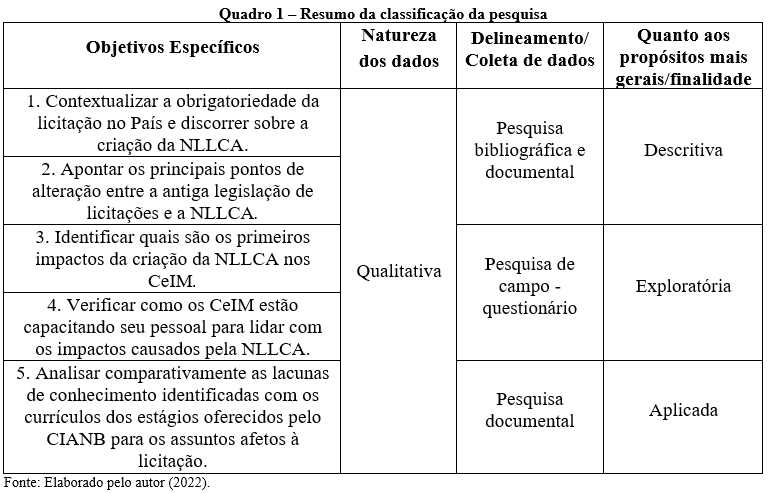 Quadro 1 – Resumo da classificação da pesquisa
Objetivos Específicos
Natureza
dos dados
Delineamento/
Coleta de dados
Quanto aos
propósitos mais
gerais/finalidade
1. Contextualizar a obrigatoriedade da
licitação no País e discorrer sobre a
criação da NLLCA.
2. Apontar os principais pontos de
alteração entre a antiga legislação de
licitações e a NLLCA.
3. Identificar quais são os primeiros
impactos da criação da NLLCA nos
CeIM.
4. Verificar como os CeIM estão
capacitando seu pessoal para lidar com
os impactos causados pela NLLCA.
5. Analisar comparativamente as lacunas
de conhecimento identificadas com os
currículos dos estágios oferecidos pelo
CIANB para os assuntos afetos à
licitação.
Qualitativa
Pesquisa
bibliográfica e
documental
Descritiva
Pesquisa de
campo -
questionário
Exploratória
Pesquisa
documental
Aplicada
Fonte: Elaborado pelo autor (2022).